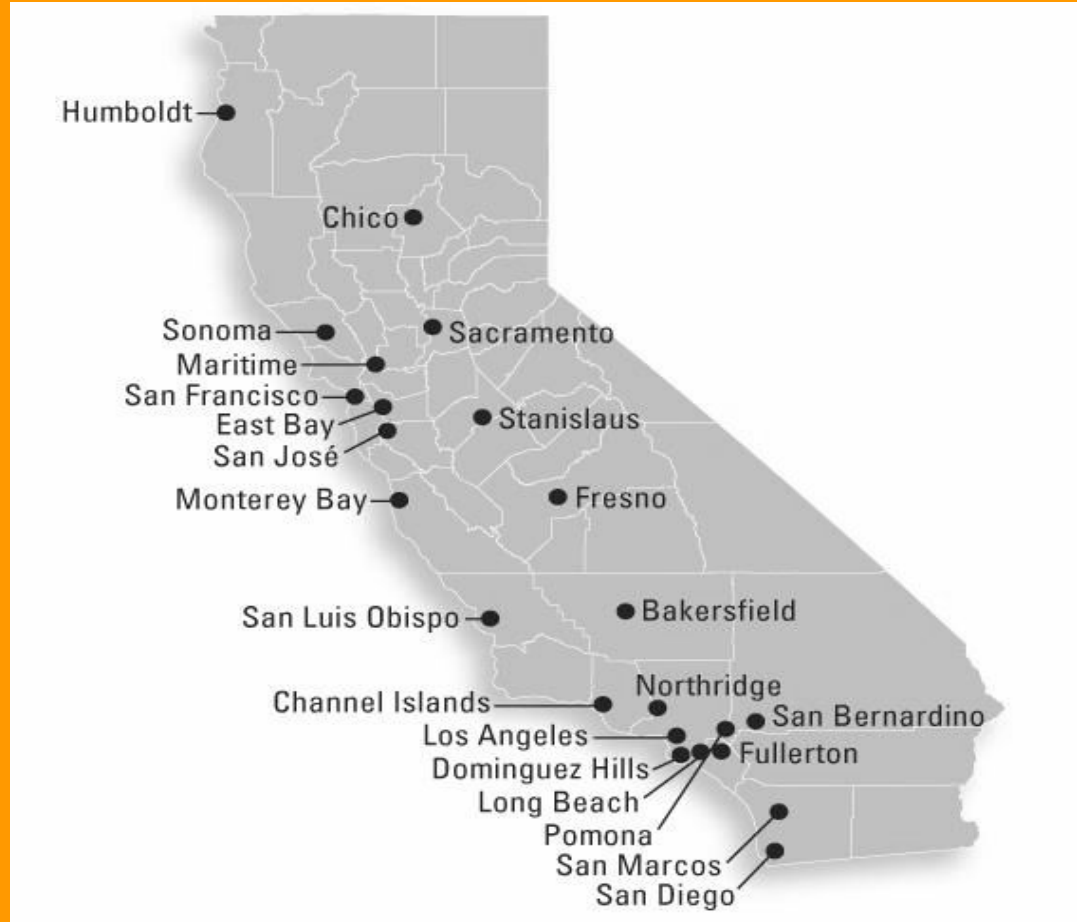 Humboldt
Chico
Sonoma
Sacramento
Maritime
San Francisco
East Bay
Stanislaus
San José
Monterey Bay
Fresno
San Luis Obispo
Bakersfield
Northridge
Channel Islands
San Bernardino
Los Angeles
Fullerton
Dominguez Hills
Long Beach
Pomona
San Marcos
San Diego